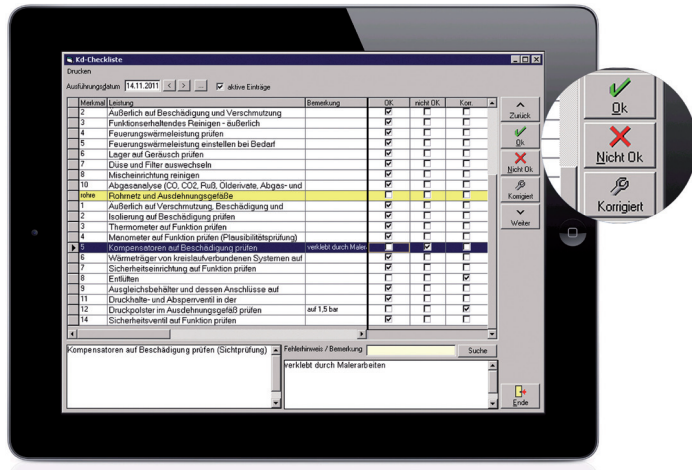 Kd-Checkliste
Drucken
Ausführungsdatum 14.11.2011 < > ... aktive Einträge
Merkmal Leistung Bemerkung OK nicht OK Korr.
2 Äußerlich auf Beschädigung und Verschmutzung
3 Funktionserhaltendes Reinigen - äußerlich
4 Feuerungswärmeleistung prüfen
5 Feuerungswärmeleistung einstellen bei Bedarf
6 Lager auf Geräusch prüfen
7 Düse und Filter auswechseln
8 Mischeinrichtung reinigen
10 Abgasanalyse (CO, CO2, Ruß, Ölderivate, Abgas- und
rohre Rohrnetz und Ausdehnungsgefäße
1 Äußerlich auf Verschmutzung, Beschädigung und
2 Isolierung auf Beschädigung prüfen
3 Thermometer auf Funktion prüfen
4 Manometer auf Funktion prüfen (Plausibilitätsprüfung)
5 Kompensatoren auf Beschädigung prüfen verklebt durch Maler
6 Wärmeträger von kreislaufverbundenen Systemen auf
7 Sicherheitseinrichtung auf Funktion prüfen
8 Entlüften
9 Ausgleichsbehälter und dessen Anschlüsse auf
11 Druckhalte- und Absperrventil in der
12 Druckpolster im Ausdehnungsgefäß prüfen auf 1,5 bar
14 Sicherheitsventil auf Funktion prüfen
Zurück
Ok
Nicht Ok
Korrigiert
Weiter
Kompensatoren auf Beschädigung prüfen (Sichtprüfung)
Fehlerhinweis / Bemerkung Suche
verklebt durch Malerarbeiten
Ende
Ok
Nicht Ok
Korrigiert